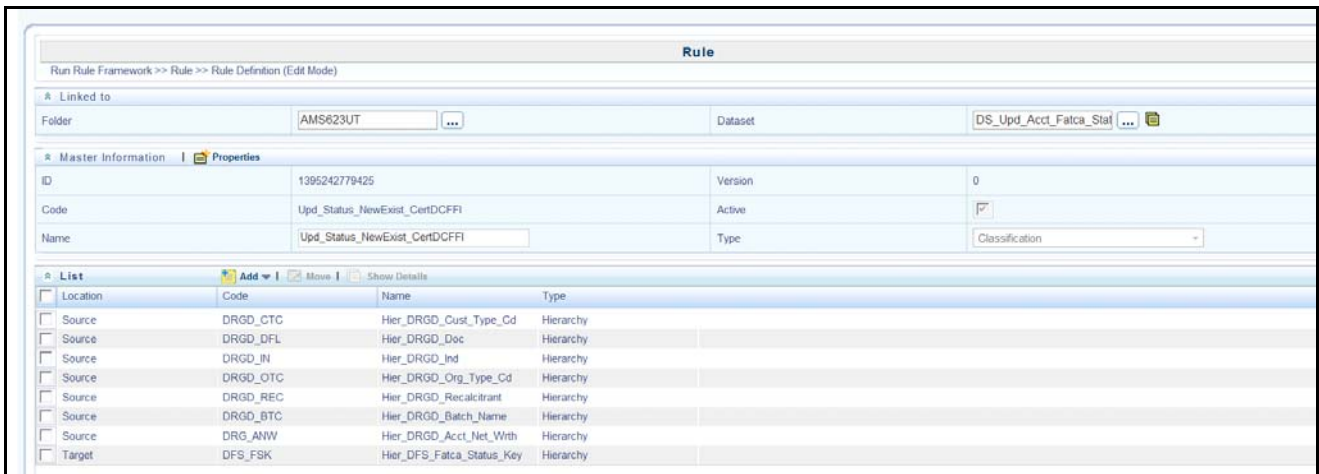 Rule
Run Rule Framework >> Rule >> Rule Definition (Edit Mode)
Linked to
Folder AMS623UT ... Dataset DS_Upd_Acct_Fatca_Stat ...
Master Information | Properties
ID 1395242779425 Version 0
Code Upd_Status_NewExist_CertDCFFI Active
Name Upd_Status_NewExist_CertDCFFI Type Classification
List Add | Move | Show Details
Location Code Name Type
Source DRGD_CTC Hier_DRGD_Cust_Type_Cd Hierarchy
Source DRGD_DFL Hier_DRGD_Doc Hierarchy
Source DRGD_IN Hier_DRGD_Ind Hierarchy
Source DRGD_OTC Hier_DRGD_Org_Type_Cd Hierarchy
Source DRGD_REC Hier_DRGD_Recalcitrant Hierarchy
Source DRGD_BTC Hier_DRGD_Batch_Name Hierarchy
Source DRG_ANW Hier_DRGD_Acct_Net_Wrth Hierarchy
Target DFS_FSK Hier_DFS_Fatca_Status_Key Hierarchy